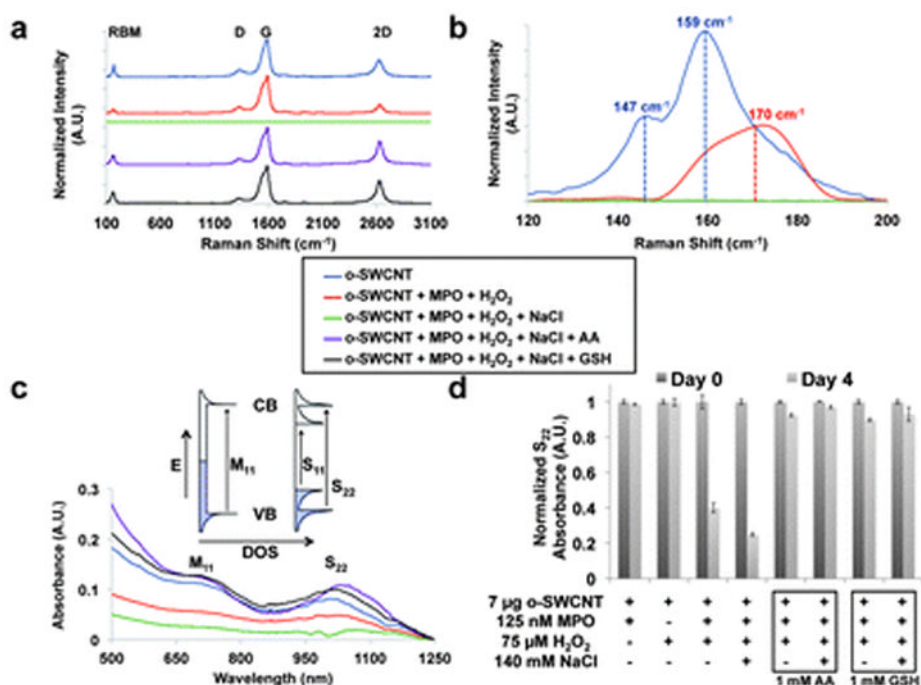 a
RBM D G 2D
Normalized Intensity
(A.U.)
100 600 1100 1600 2100 2600 3100
Raman Shift (cm⁻¹)
b
159 cm⁻¹
147 cm⁻¹
170 cm⁻¹
Normalized Intensity
(A.U.)
120 140 160 180 200
Raman Shift (cm⁻¹)
o-SWCNT
o-SWCNT + MPO + H₂O₂
o-SWCNT + MPO + H₂O₂ + NaCl
o-SWCNT + MPO + H₂O₂ + NaCl + AA
o-SWCNT + MPO + H₂O₂ + NaCl + GSH
c
CB
E M₁₁ S₁₁ S₂₂
VB
DOS
M₁₁ S₂₂
Absorbance (A.U.)
0.3
0.2
0.1
0
500 650 800 950 1100 1250
Wavelength (nm)
d
Day 0 Day 4
Normalized S₂₂
Absorbance (A.U.)
1
0.8
0.6
0.4
0.2
0
7 µg o-SWCNT + + + + + + + +
125 nM MPO + - + + + + + +
75 µM H₂O₂ - + + + + + + +
140 mM NaCl - - - + - + - +
1 mM AA 1 mM GSH